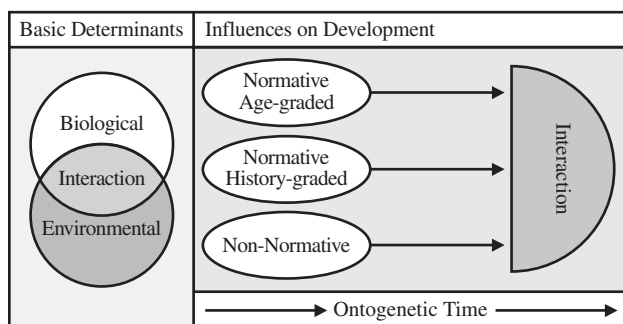 Basic Determinants
Influences on Development
Biological
Interaction
Environmental
Normative
Age-graded
Normative
History-graded
Non-Normative
Interaction
Ontogenetic Time